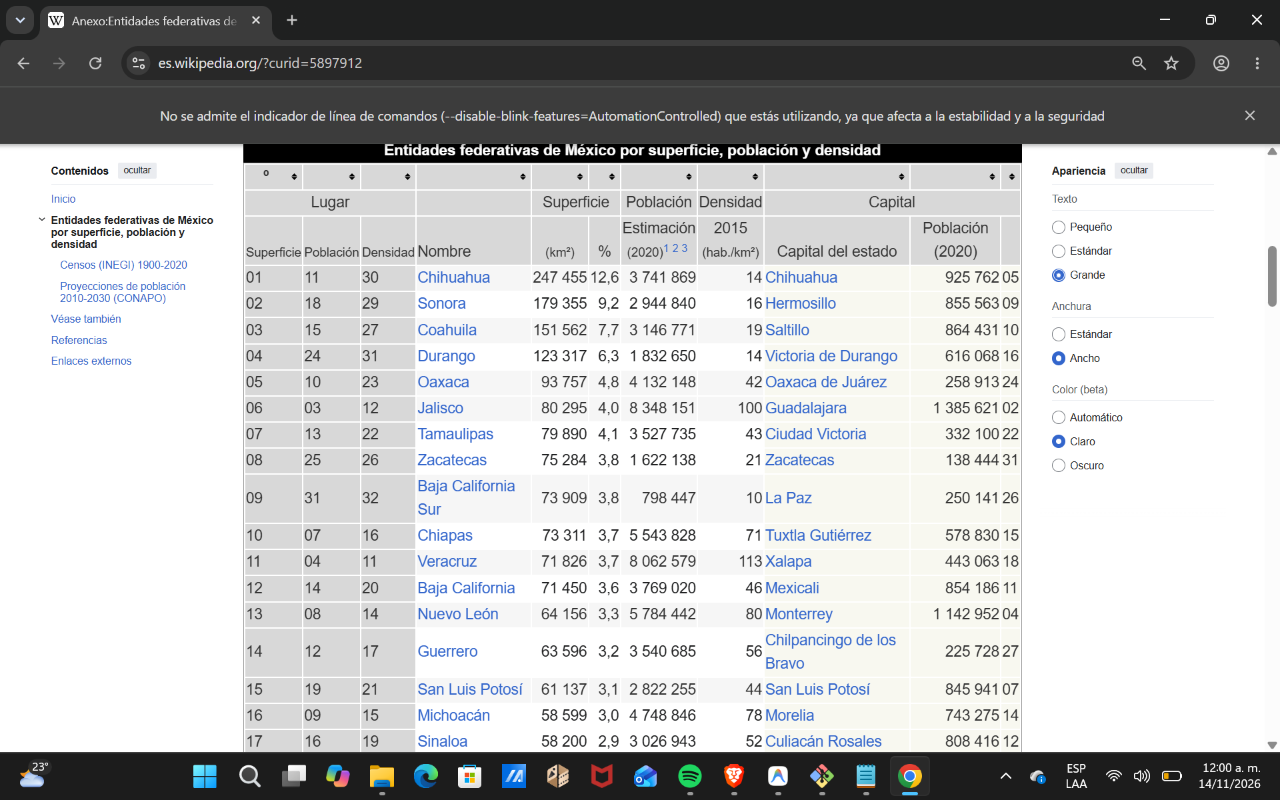 Anexo:Entidades federativas de
es.wikipedia.org/?curid=5897912
No se admite el indicador de línea de comandos (--disable-blink-features=AutomationControlled) que estás utilizando, ya que afecta a la estabilidad y a la seguridad
Contenidos ocultar
Inicio
Entidades federativas de México
por superficie, población y
densidad
Censos (INEGI) 1900-2020
Proyecciones de población
2010-2030 (CONAPO)
Véase también
Referencias
Enlaces externos
Entidades federativas de México por superficie, población y densidad
º
Lugar Superficie Población Densidad Capital
Superficie Población Densidad Nombre (km²) % Estimación (2020)1 2 3 2015 (hab./km²) Capital del estado Población (2020)
01 11 30 Chihuahua 247 455 12,6 3 741 869 14 Chihuahua 925 762 05
02 18 29 Sonora 179 355 9,2 2 944 840 16 Hermosillo 855 563 09
03 15 27 Coahuila 151 562 7,7 3 146 771 19 Saltillo 864 431 10
04 24 31 Durango 123 317 6,3 1 832 650 14 Victoria de Durango 616 068 16
05 10 23 Oaxaca 93 757 4,8 4 132 148 42 Oaxaca de Juárez 258 913 24
06 03 12 Jalisco 80 295 4,0 8 348 151 100 Guadalajara 1 385 621 02
07 13 22 Tamaulipas 79 890 4,1 3 527 735 43 Ciudad Victoria 332 100 22
08 25 26 Zacatecas 75 284 3,8 1 622 138 21 Zacatecas 138 444 31
09 31 32 Baja California Sur 73 909 3,8 798 447 10 La Paz 250 141 26
10 07 16 Chiapas 73 311 3,7 5 543 828 71 Tuxtla Gutiérrez 578 830 15
11 04 11 Veracruz 71 826 3,7 8 062 579 113 Xalapa 443 063 18
12 14 20 Baja California 71 450 3,6 3 769 020 46 Mexicali 854 186 11
13 08 14 Nuevo León 64 156 3,3 5 784 442 80 Monterrey 1 142 952 04
14 12 17 Guerrero 63 596 3,2 3 540 685 56 Chilpancingo de los Bravo 225 728 27
15 19 21 San Luis Potosí 61 137 3,1 2 822 255 44 San Luis Potosí 845 941 07
16 09 15 Michoacán 58 599 3,0 4 748 846 78 Morelia 743 275 14
17 16 19 Sinaloa 58 200 2,9 3 026 943 52 Culiacán Rosales 808 416 12
Apariencia ocultar
Texto
Pequeño
Estándar
Grande
Anchura
Estándar
Ancho
Color (beta)
Automático
Claro
Oscuro
23°
ESP
LAA
12:00 a. m.
14/11/2026